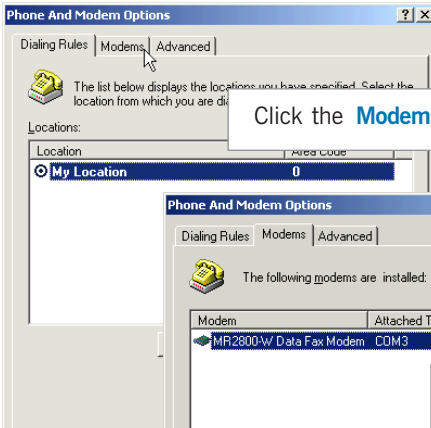 Phone And Modem Options
Dialing Rules Modems Advanced
The list below displays the locations you have specified. Select the
location from which you are
Click the Modem
Locations:
Location Area Code
My Location 0
Phone And Modem Options
Dialing Rules Modems Advanced
The following modems are installed:
Modem Attached T
MR2800-W Data Fax Modem COM3